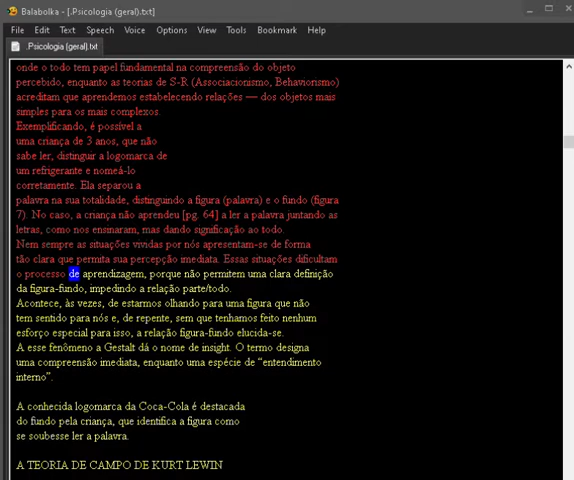 Balabolka - [.Psicologia (geral).txt]
File Edit Text Speech Voice Options View Tools Bookmark Help
.Psicologia (geral).txt
onde o todo tem papel fundamental na compreensão do objeto
percebido, enquanto as teorias de S-R (Associacionismo, Behaviorismo)
acreditam que aprendemos estabelecendo relações — dos objetos mais
simples para os mais complexos.
Exemplificando, é possível a
uma criança de 3 anos, que não
sabe ler, distinguir a logomarca de
um refrigerante e nomeá-lo
corretamente. Ela separou a
palavra na sua totalidade, distinguindo a figura (palavra) e o fundo (figura
7). No caso, a criança não aprendeu [pg. 64] a ler a palavra juntando as
letras, como nos ensinaram, mas dando significação ao todo.
Nem sempre as situações vividas por nós apresentam-se de forma
tão clara que permita sua percepção imediata. Essas situações dificultam
o processo de aprendizagem, porque não permitem uma clara definição
da figura-fundo, impedindo a relação parte/todo.
Acontece, às vezes, de estarmos olhando para uma figura que não
tem sentido para nós e, de repente, sem que tenhamos feito nenhum
esforço especial para isso, a relação figura-fundo elucida-se.
A esse fenômeno a Gestalt dá o nome de insight. O termo designa
uma compreensão imediata, enquanto uma espécie de “entendimento
interno”.
A conhecida logomarca da Coca-Cola é destacada
do fundo pela criança, que identifica a figura como
se soubesse ler a palavra.
A TEORIA DE CAMPO DE KURT LEWIN